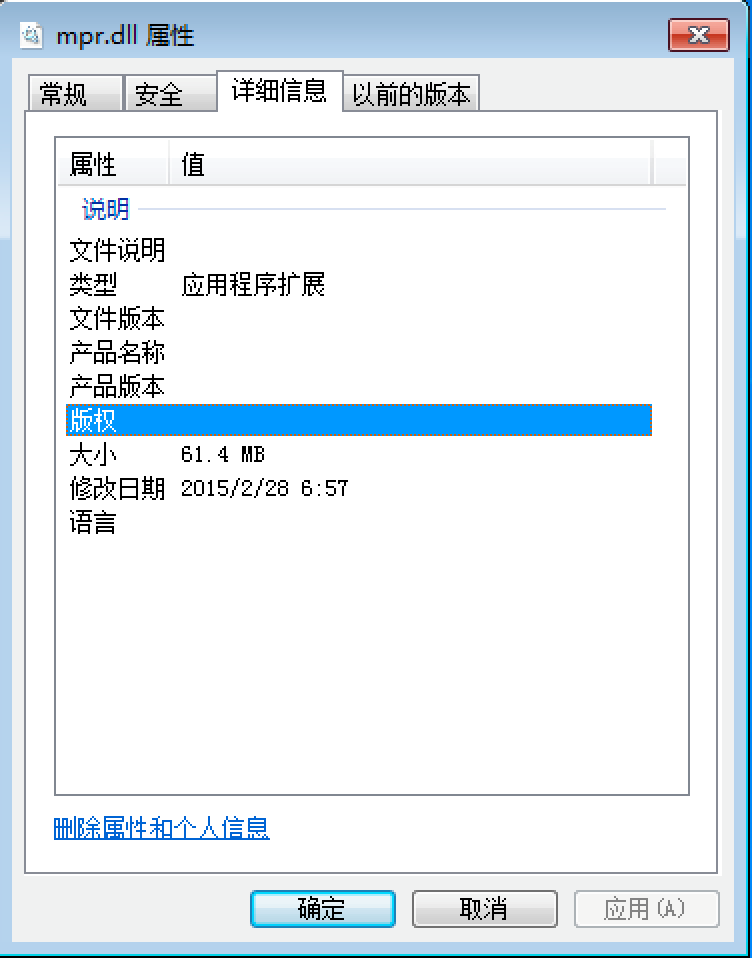 mpr.dll 属性
常规 安全 详细信息 以前的版本
属性 值
说明
文件说明
类型 应用程序扩展
文件版本
产品名称
产品版本
版权
大小 61.4 MB
修改日期 2015/2/28 6:57
语言
删除属性和个人信息
确定 取消 应用(A)